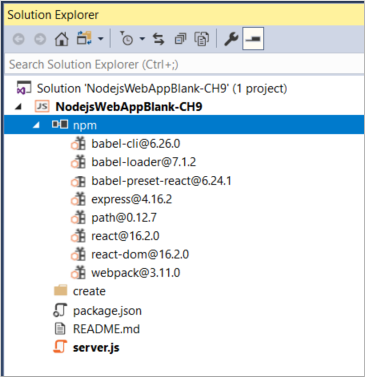 Solution Explorer
Search Solution Explorer (Ctrl+;)
Solution 'NodejsWebAppBlank-CH9' (1 project)
JS NodejsWebAppBlank-CH9
npm
babel-cli@6.26.0
babel-loader@7.1.2
babel-preset-react@6.24.1
express@4.16.2
path@0.12.7
react@16.2.0
react-dom@16.2.0
webpack@3.11.0
create
package.json
README.md
server.js